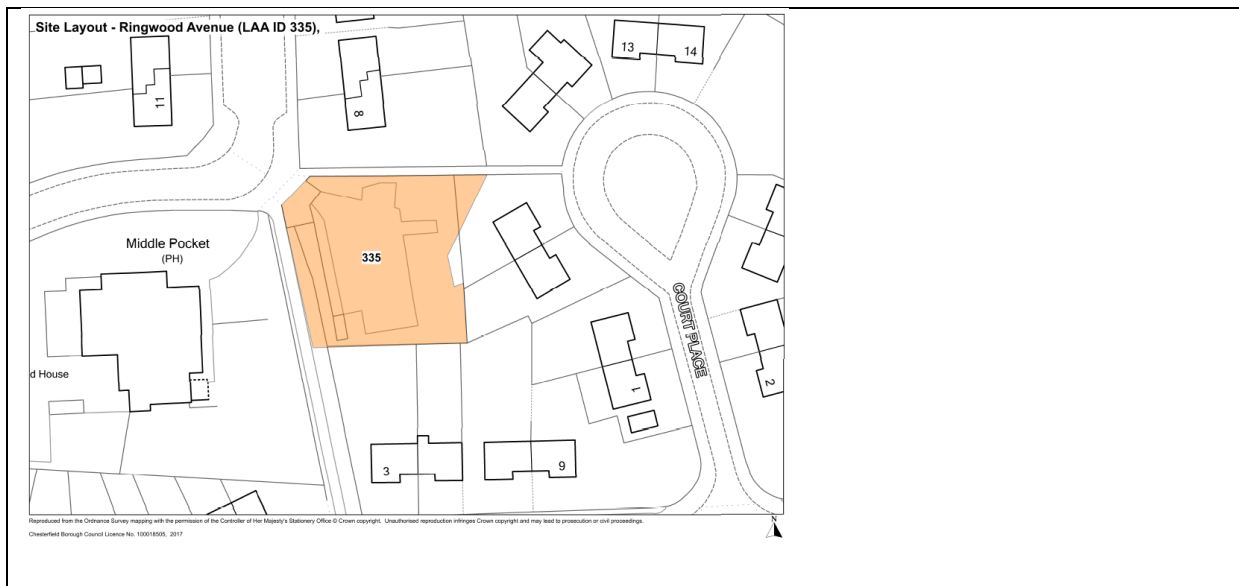 Site Layout - Ringwood Avenue (LAA ID 335),
13
14
11
8
Middle Pocket
(PH)
335
COURT PLACE
d House
1
2
3
9
Reproduced from the Ordnance Survey mapping with the permission of the Controller of Her Majesty's Stationery Office © Crown copyright. Unauthorised reproduction infringes Crown copyright and may lead to prosecution or civil proceedings.
Chesterfield Borough Council Licence No. 100018505, 2017
N